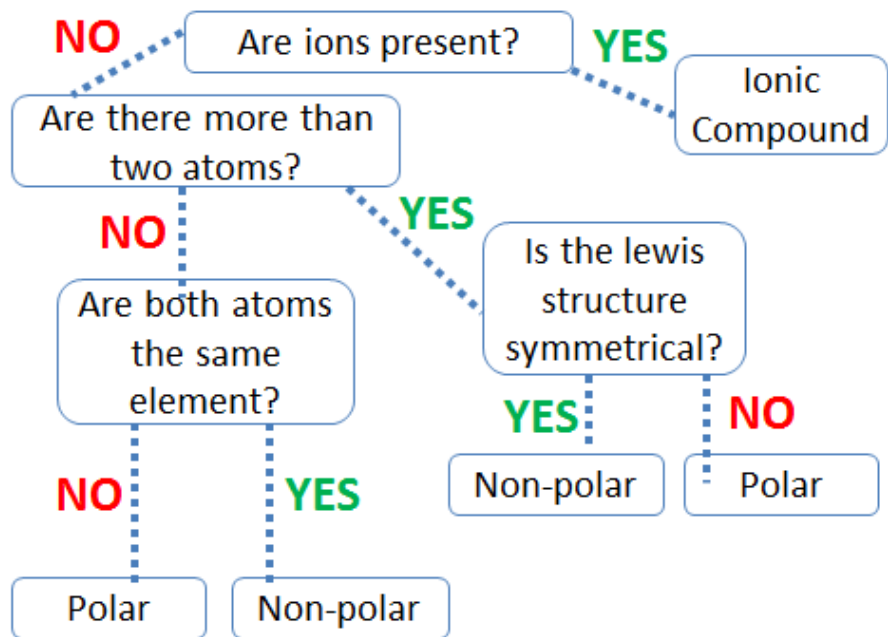 NO
Are ions present?
YES
Ionic
Compound
Are there more than
two atoms?
NO
YES
Is the lewis
structure
symmetrical?
Are both atoms
the same
element?
YES
NO
NO
YES
Non-polar
Polar
Polar
Non-polar